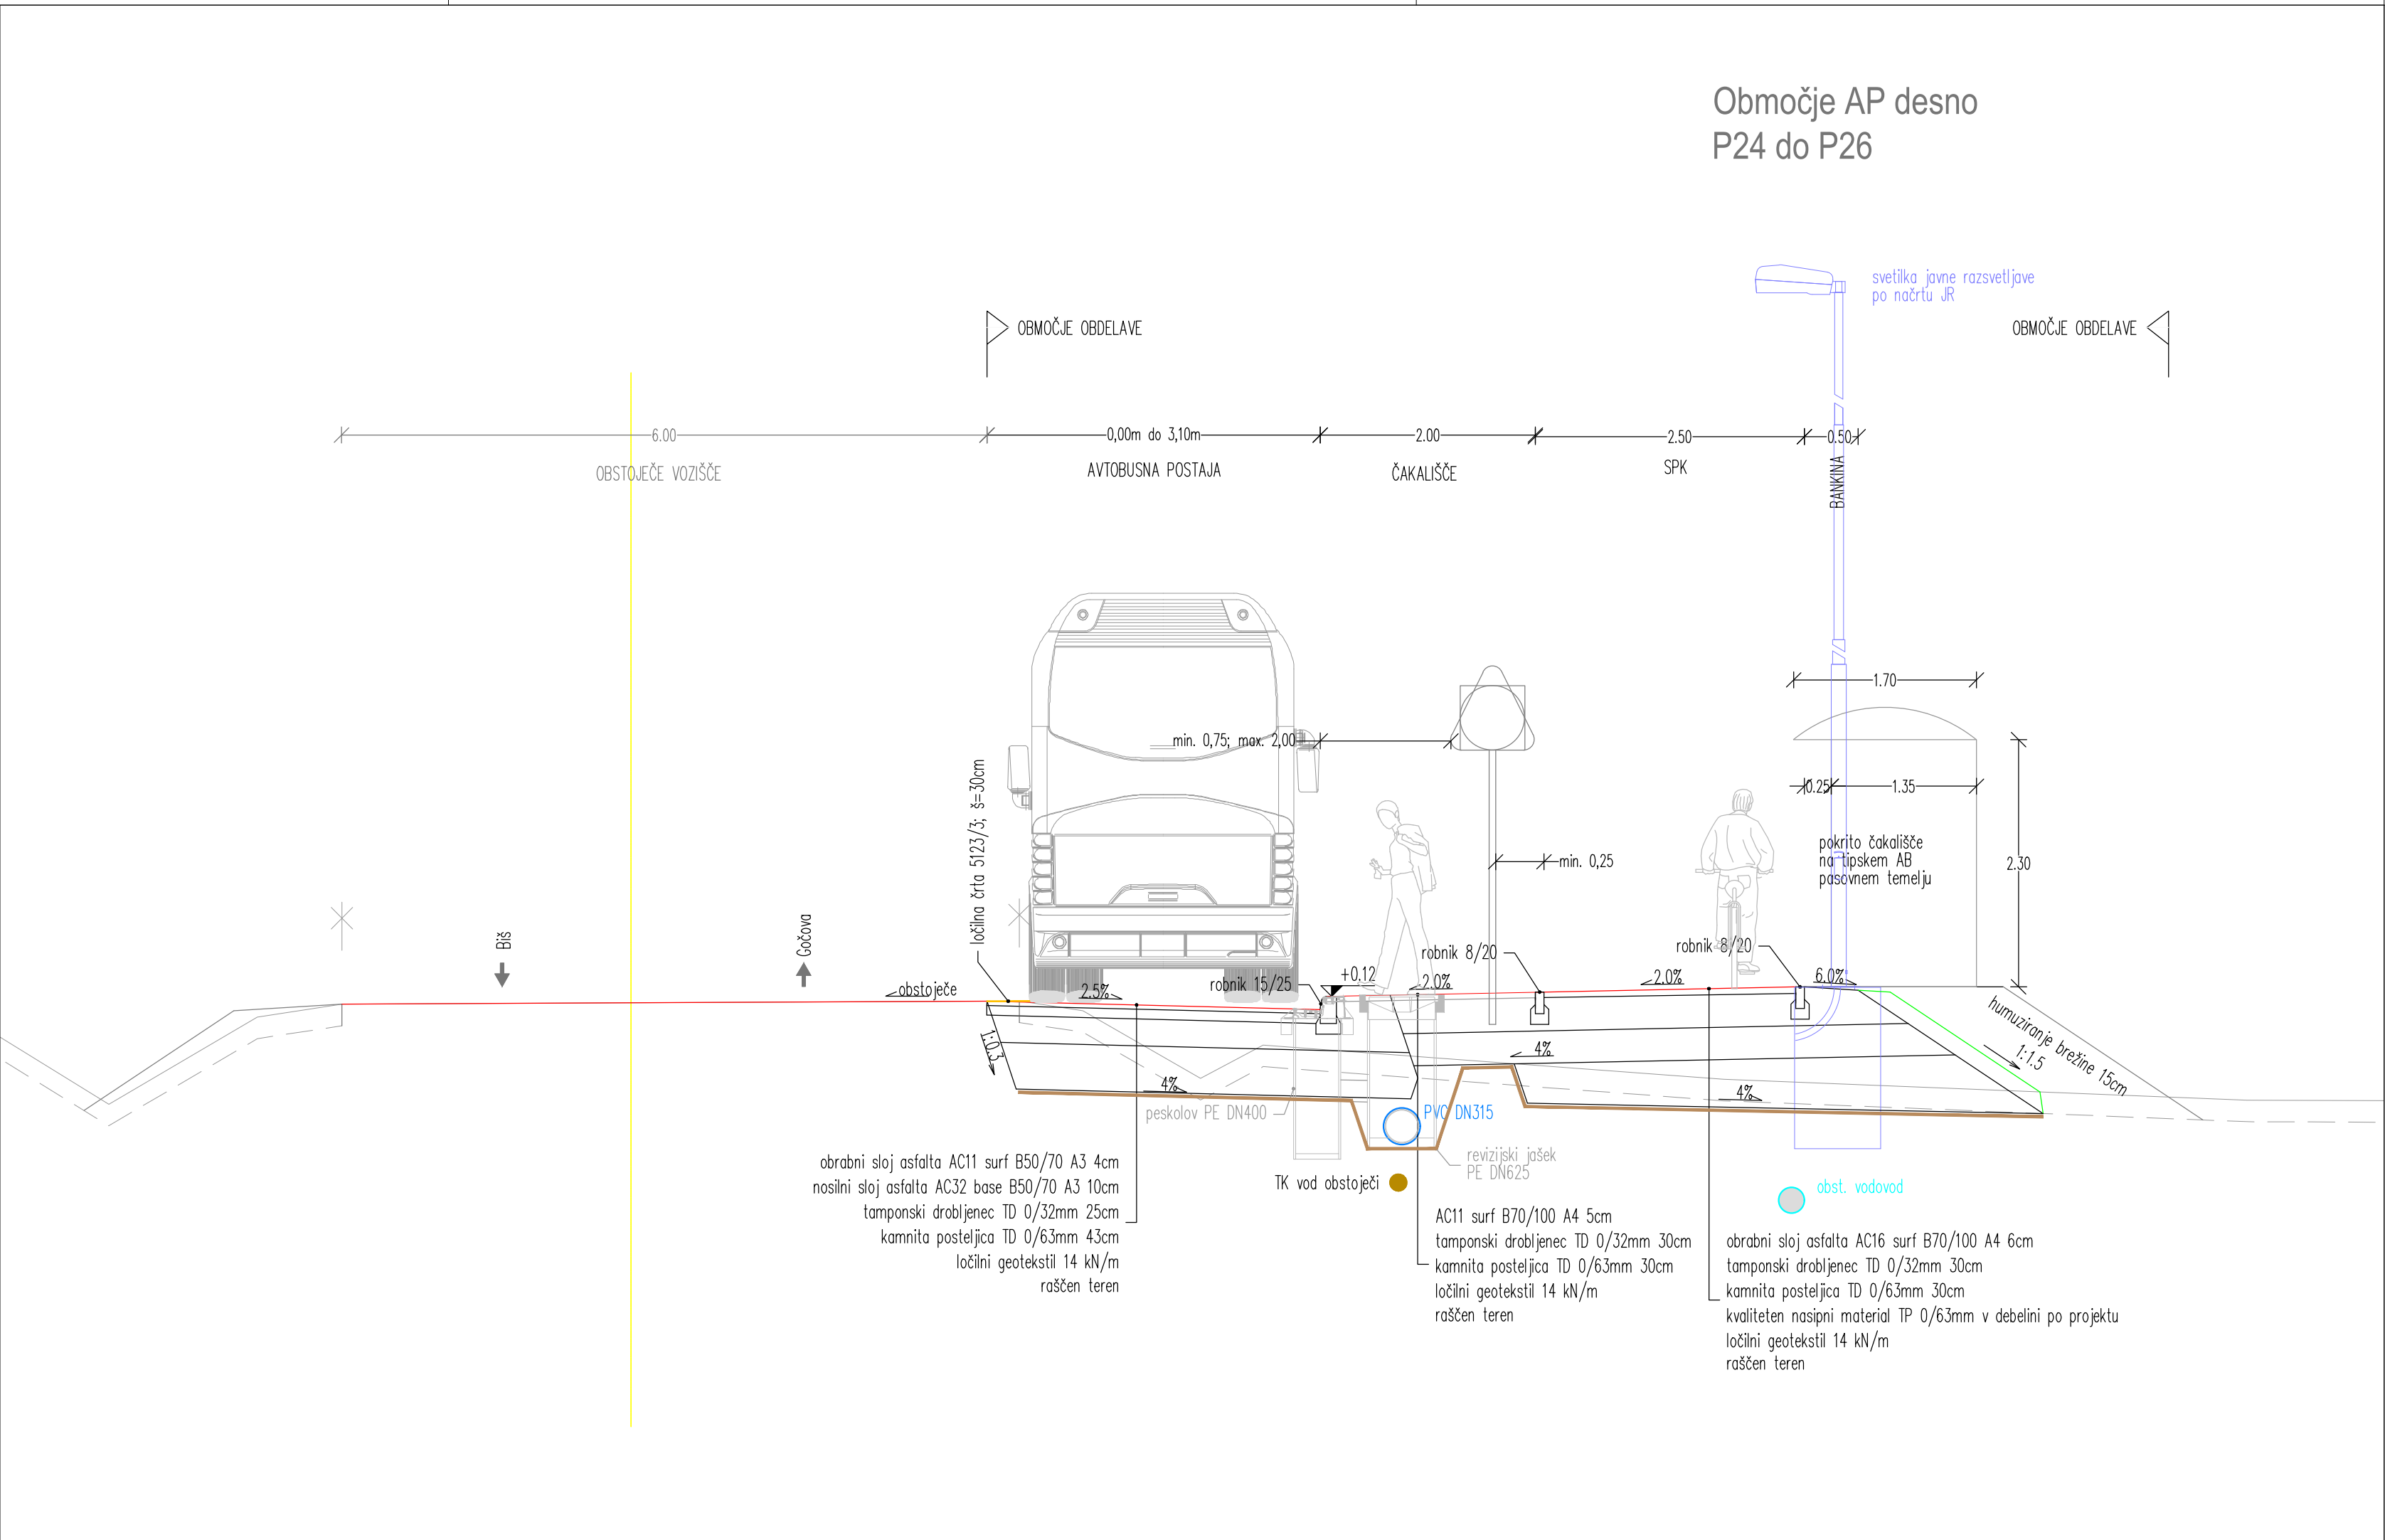 Območje AP desno
P24 do P26
svetilka javne razsvetljave
po načrtu JR
OBMOČJE OBDELAVE
OBMOČJE OBDELAVE
6.00
0,00m do 3,10m
2.00
2.50
0.50
OBSTOJEČE VOZIŠČE
AVTOBUSNA POSTAJA
ČAKALIŠČE
SPK
BANKINA
1.70
min. 0,75; max. 2,00
0.25
1.35
ločilna črta 5123/3; š=30cm
pokrito čakališče
na tipskem AB
pasovnem temelju
min. 0,25
2.30
Biš
Gočova
robnik 8/20
robnik 8/20
obstoječe
2.5%
robnik 15/25
+0.12
2.0%
2.0%
6.0%
humuziranje brežine 15cm
1:1.5
1:0.3
4%
4%
4%
peskolov PE DN400
PVC DN315
revizijski jašek
PE DN625
TK vod obstoječi
obst. vodovod
obrabni sloj asfalta AC11 surf B50/70 A3 4cm
nosilni sloj asfalta AC32 base B50/70 A3 10cm
tamponski drobljenec TD 0/32mm 25cm
kamnita posteljica TD 0/63mm 43cm
ločilni geotekstil 14 kN/m
raščen teren
AC11 surf B70/100 A4 5cm
tamponski drobljenec TD 0/32mm 30cm
kamnita posteljica TD 0/63mm 30cm
ločilni geotekstil 14 kN/m
raščen teren
obrabni sloj asfalta AC16 surf B70/100 A4 6cm
tamponski drobljenec TD 0/32mm 30cm
kamnita posteljica TD 0/63mm 30cm
kvaliteten nasipni material TP 0/63mm v debelini po projektu
ločilni geotekstil 14 kN/m
raščen teren